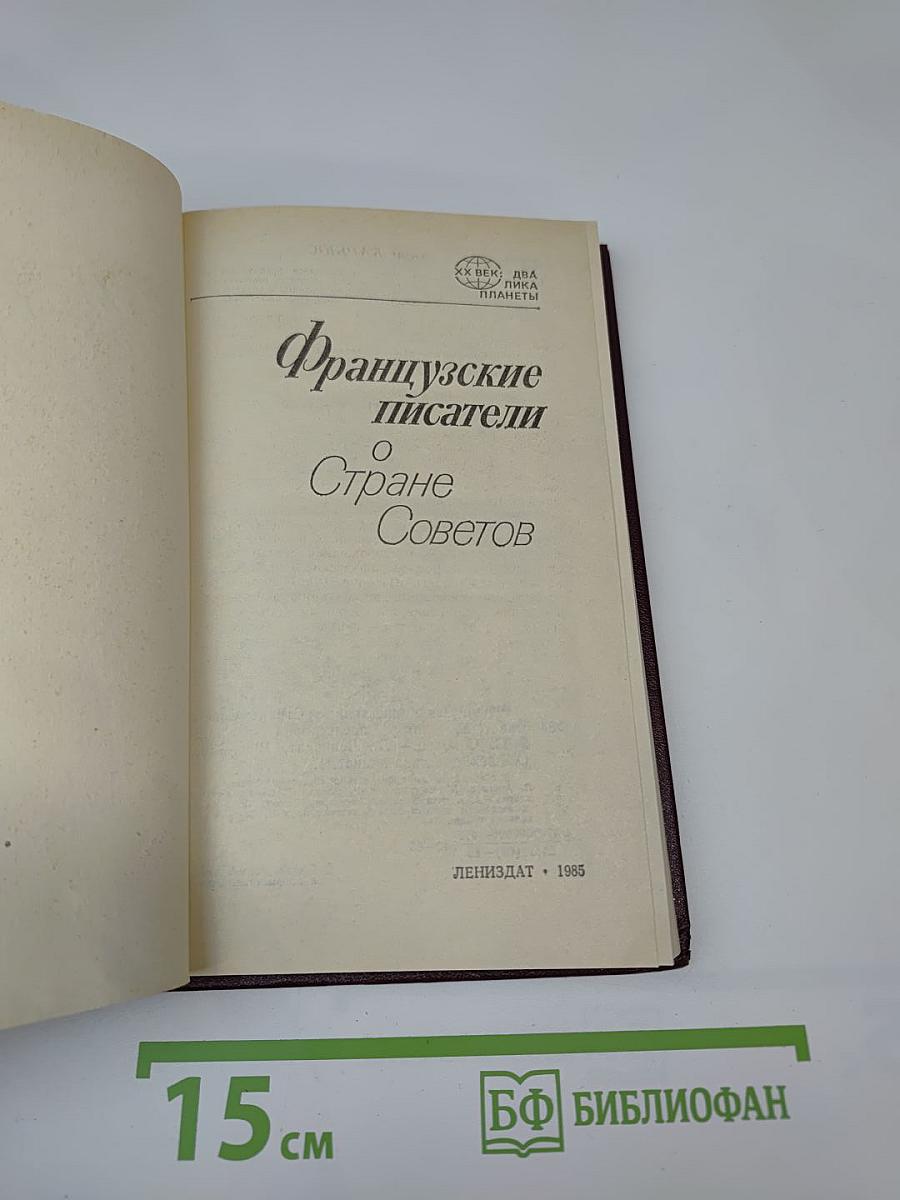 XX ВЕК: ДВА
ЛИКА
ПЛАНЕТЫ
Французские
писатели
о
Стране
Советов
ЛЕНИЗДАТ • 1985
15 см
БФ БИБЛИОФАН